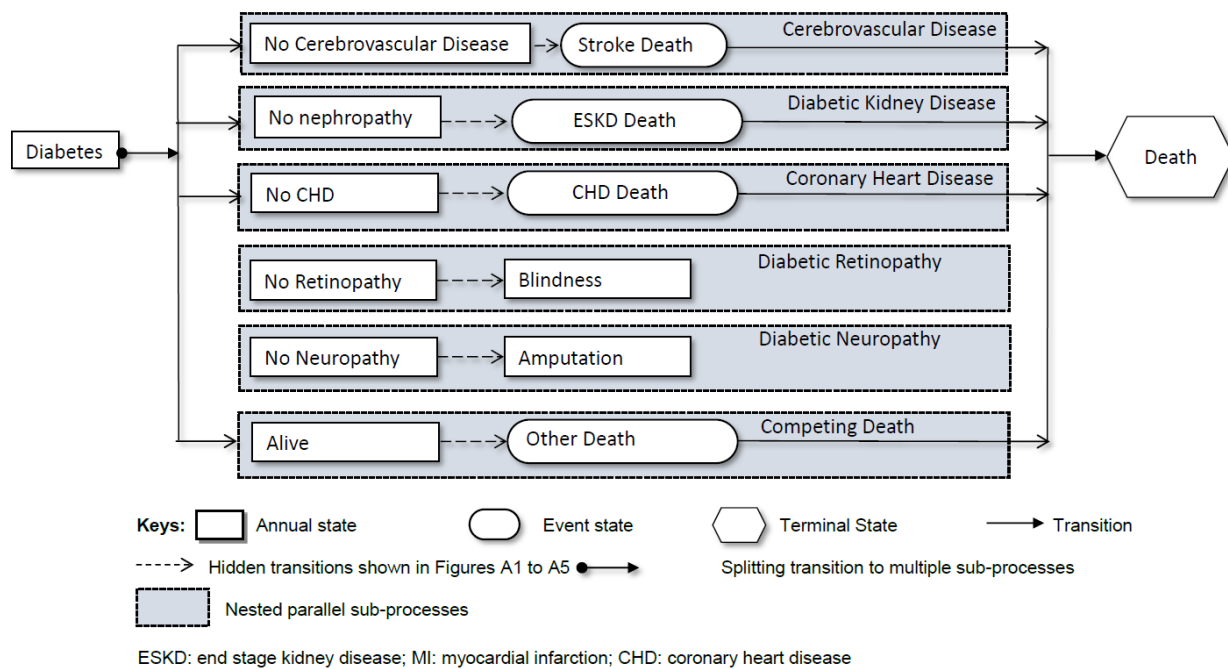 No Cerebrovascular Disease
Stroke Death
Cerebrovascular Disease
No nephropathy
ESKD Death
Diabetic Kidney Disease
Diabetes
Death
No CHD
CHD Death
Coronary Heart Disease
No Retinopathy
Blindness
Diabetic Retinopathy
No Neuropathy
Amputation
Diabetic Neuropathy
Alive
Other Death
Competing Death
Keys: Annual state Event state Terminal State Transition
Hidden transitions shown in Figures A1 to A5 Splitting transition to multiple sub-processes
Nested parallel sub-processes
ESKD: end stage kidney disease; MI: myocardial infarction; CHD: coronary heart disease